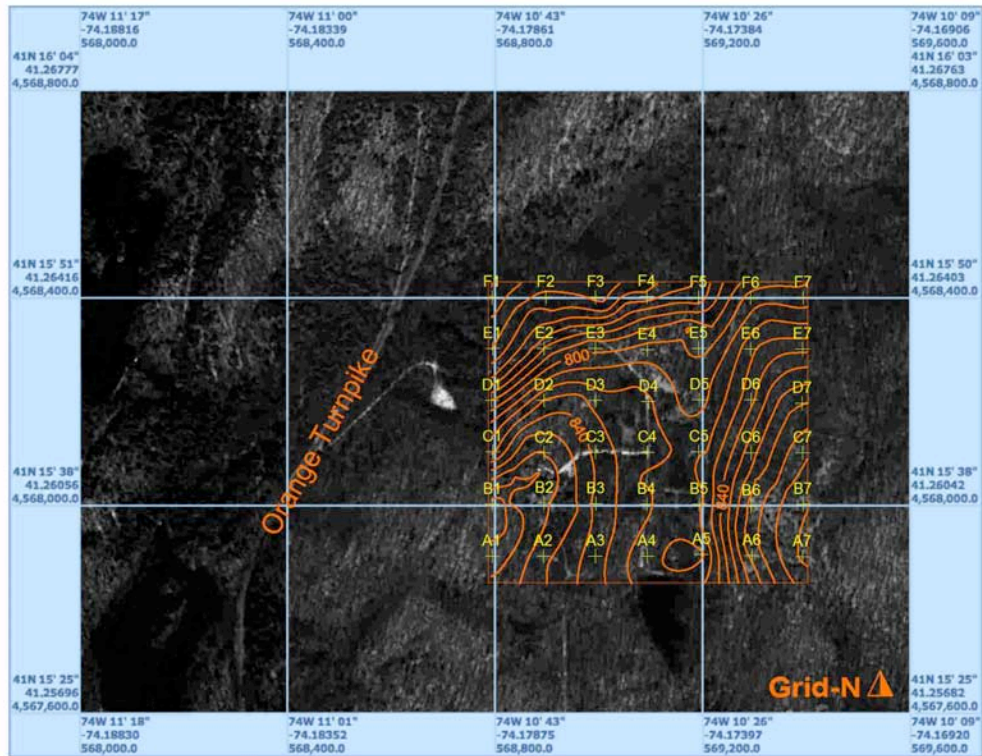 74W 11' 17" 74W 11' 00" 74W 10' 43" 74W 10' 26" 74W 10' 09"
-74.18816 -74.18339 -74.17861 -74.17384 -74.16906
568,000.0 568,400.0 568,800.0 569,200.0 569,600.0
41N 16' 04" 41N 16' 03"
41.26777 41.26763
4,568,800.0 4,568,800.0
41N 15' 51" 41N 15' 50"
41.26416 41.26403
4,568,400.0 4,568,400.0
F1 F2 F3 F4 F5 F6 F7
E1 E2 E3 E4 E5 E6 E7
800
D1 D2 D3 D4 D5 D6 D7
840
C1 C2 C3 C4 C5 C6 C7
Orange Turnpike
41N 15' 38" 41N 15' 38"
41.26056 41.26042
4,568,000.0 4,568,000.0
B1 B2 B3 B4 B5 B6 B7
840
A1 A2 A3 A4 A5 A6 A7
41N 15' 25" 41N 15' 25"
41.25696 41.25682
4,567,600.0 4,567,600.0
Grid-N
74W 11' 18" 74W 11' 01" 74W 10' 43" 74W 10' 26" 74W 10' 09"
-74.18830 -74.18352 -74.17875 -74.17397 -74.16920
568,000.0 568,400.0 568,800.0 569,200.0 569,600.0